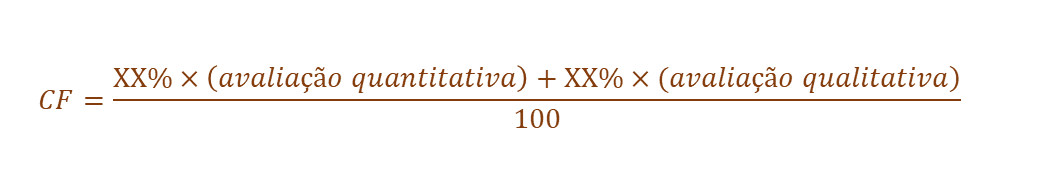 CF = XX% × (avaliação quantitativa) + XX% × (avaliação qualitativa)
100